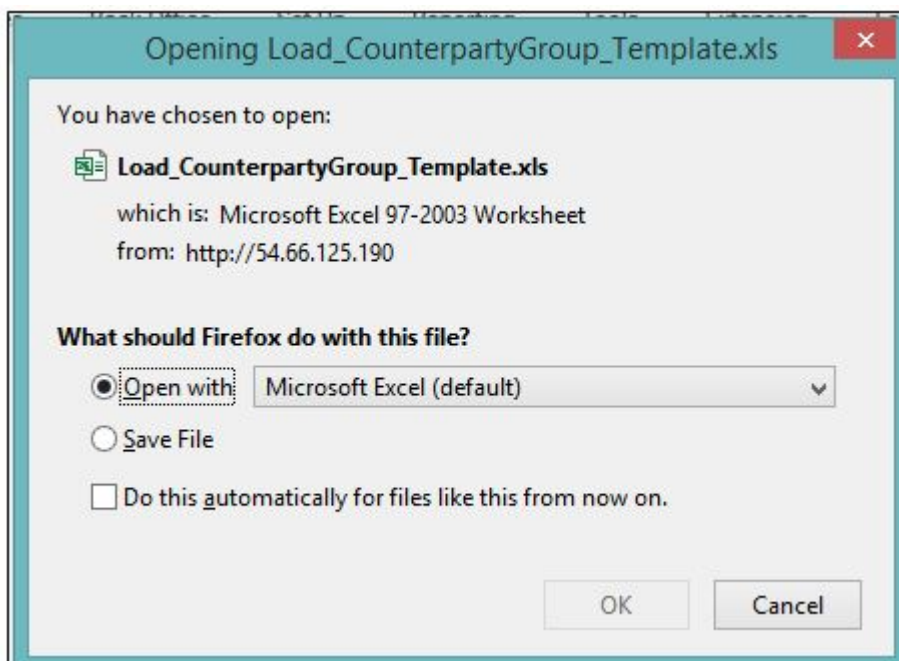 Opening Load_CounterpartyGroup_Template.xls
You have chosen to open:
Load_CounterpartyGroup_Template.xls
which is: Microsoft Excel 97-2003 Worksheet
from: http://54.66.125.190
What should Firefox do with this file?
Open with Microsoft Excel (default)
Save File
Do this automatically for files like this from now on.
OK Cancel